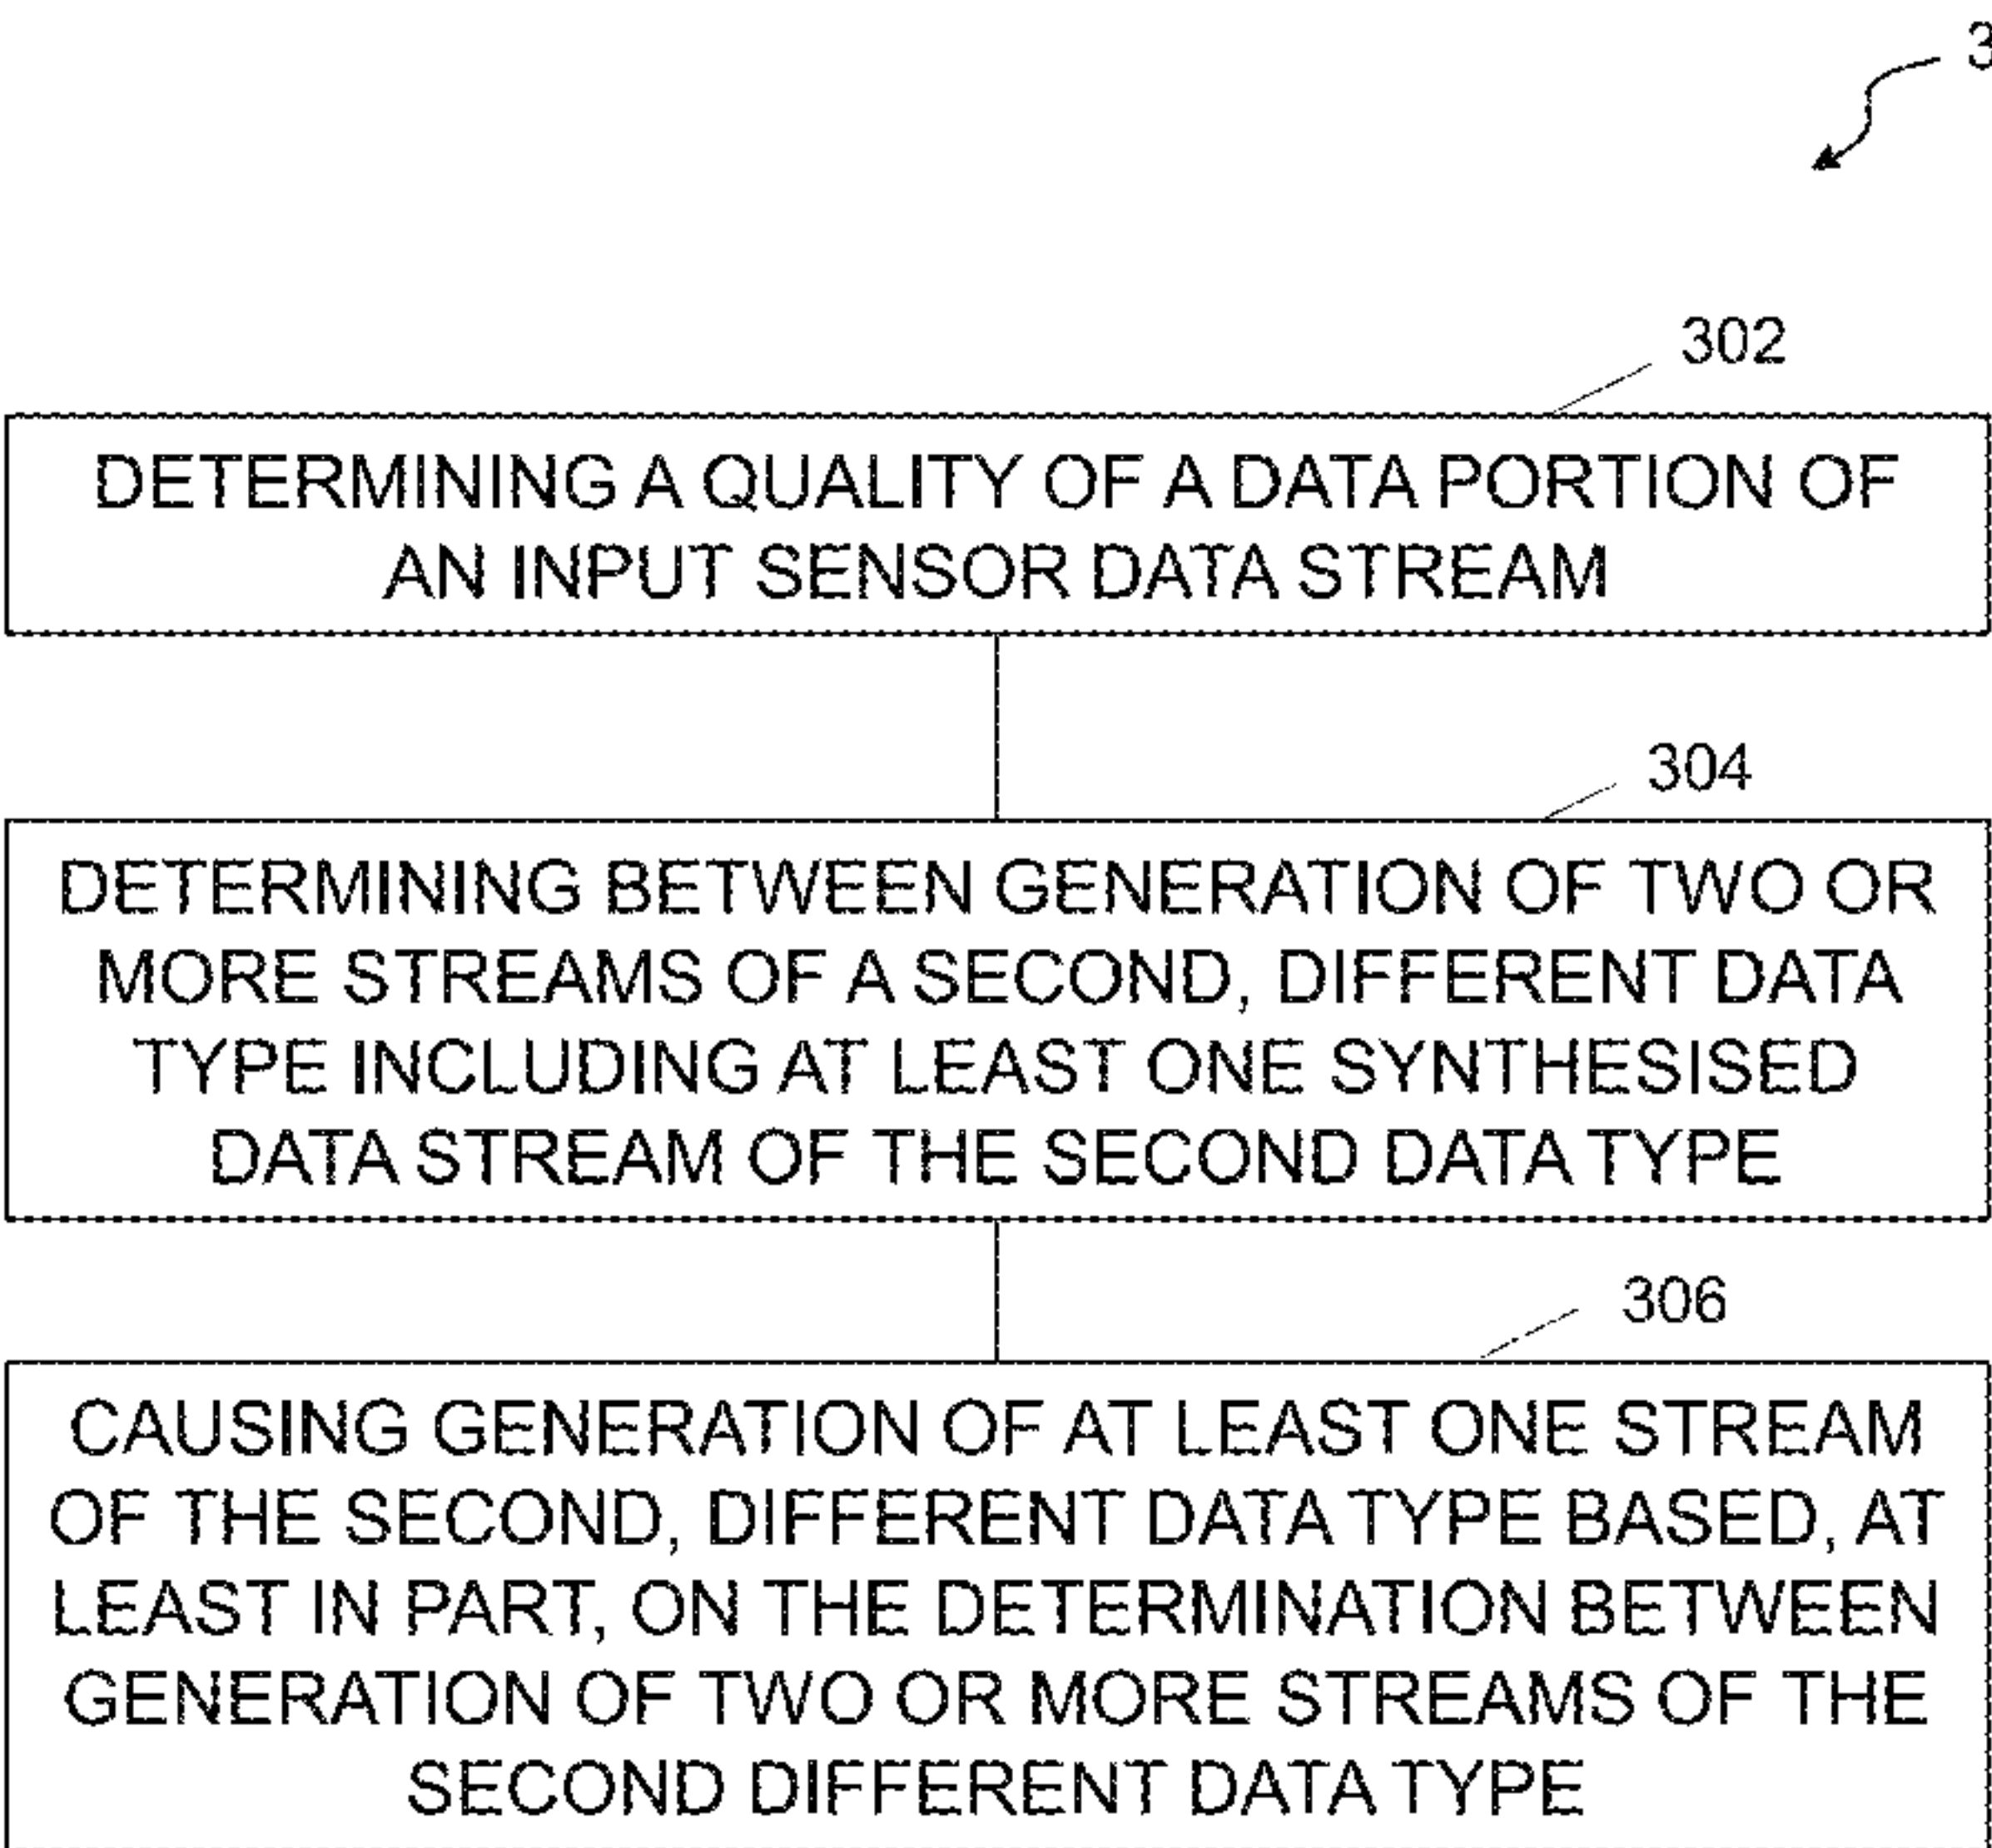 3
302
DETERMINING A QUALITY OF A DATA PORTION OF
AN INPUT SENSOR DATA STREAM
304
DETERMINING BETWEEN GENERATION OF TWO OR
MORE STREAMS OF A SECOND, DIFFERENT DATA
TYPE INCLUDING AT LEAST ONE SYNTHESISED
DATA STREAM OF THE SECOND DATA TYPE
306
CAUSING GENERATION OF AT LEAST ONE STREAM
OF THE SECOND, DIFFERENT DATA TYPE BASED, AT
LEAST IN PART, ON THE DETERMINATION BETWEEN
GENERATION OF TWO OR MORE STREAMS OF THE
SECOND DIFFERENT DATA TYPE